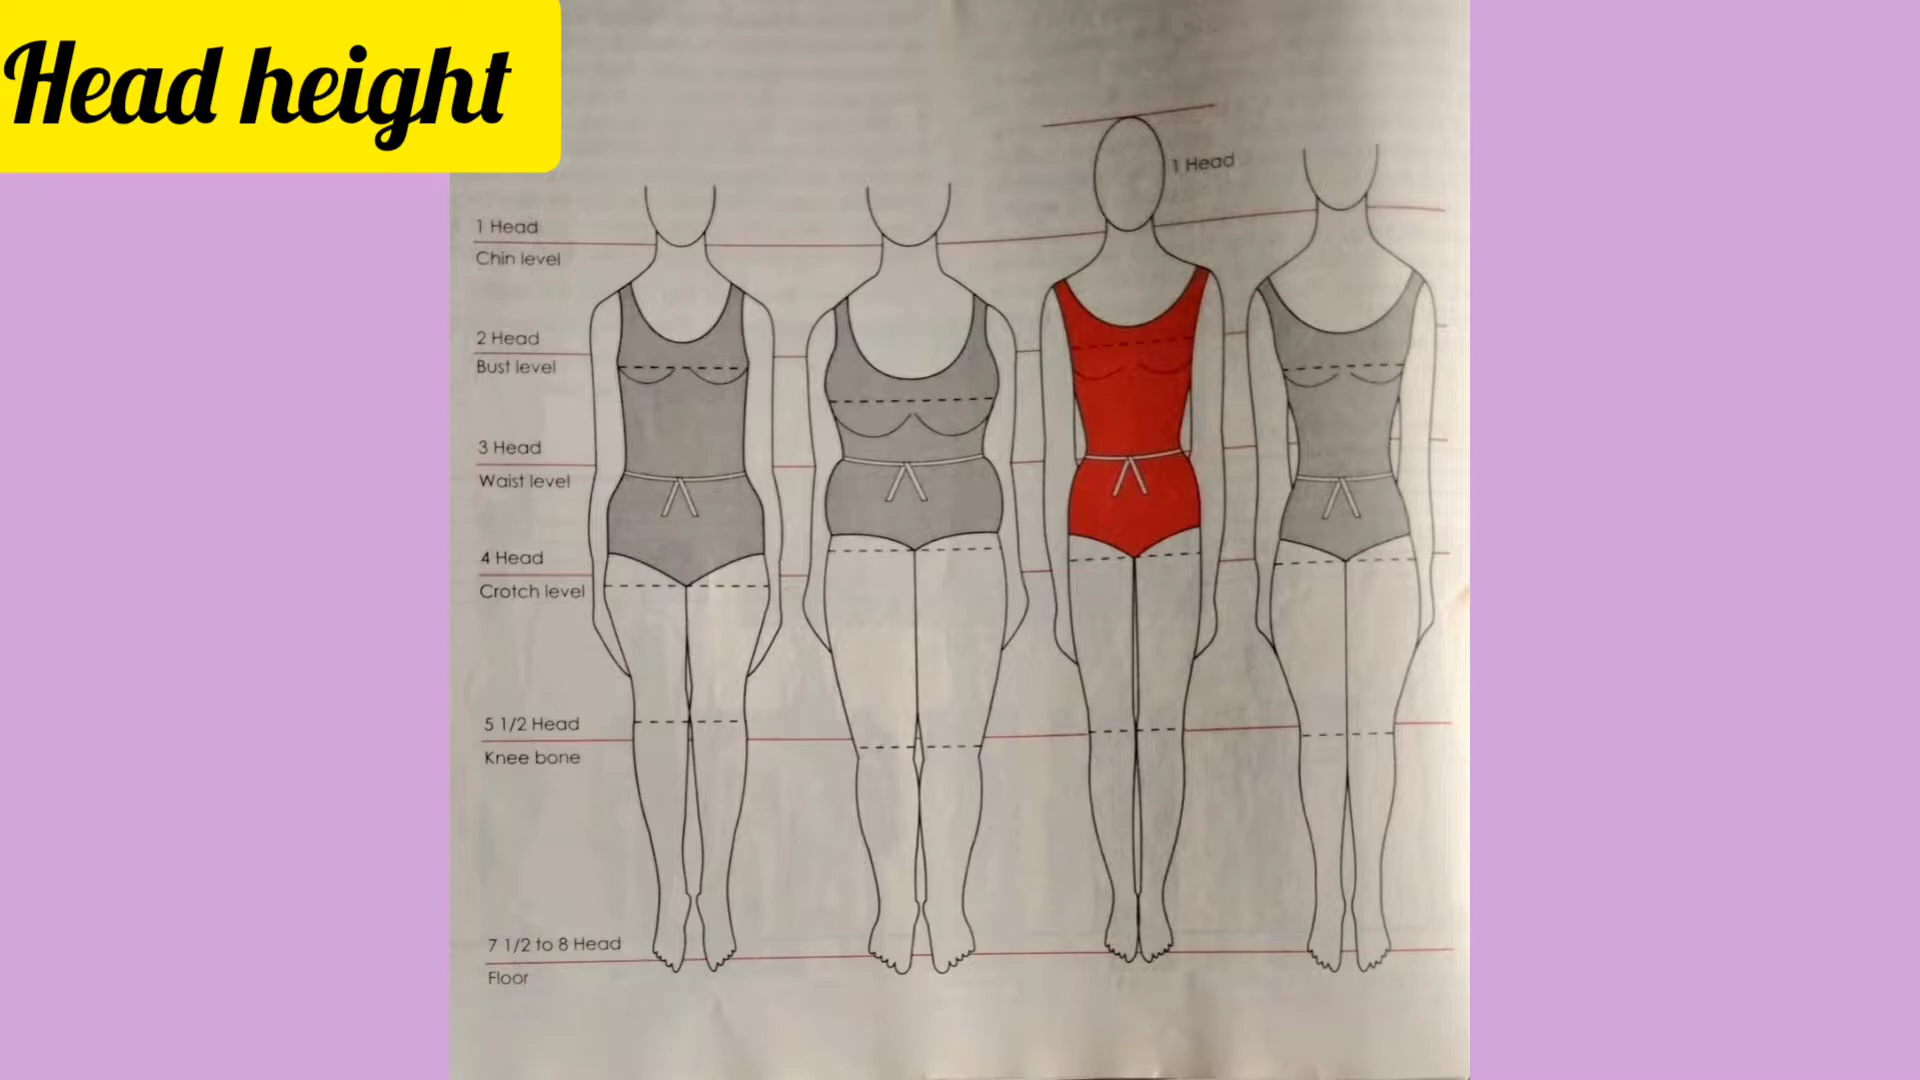 Head height
1 Head
1 Head
Chin level
2 Head
Bust level
3 Head
Waist level
4 Head
Crotch level
5 1/2 Head
Knee bone
7 1/2 to 8 Head
Floor